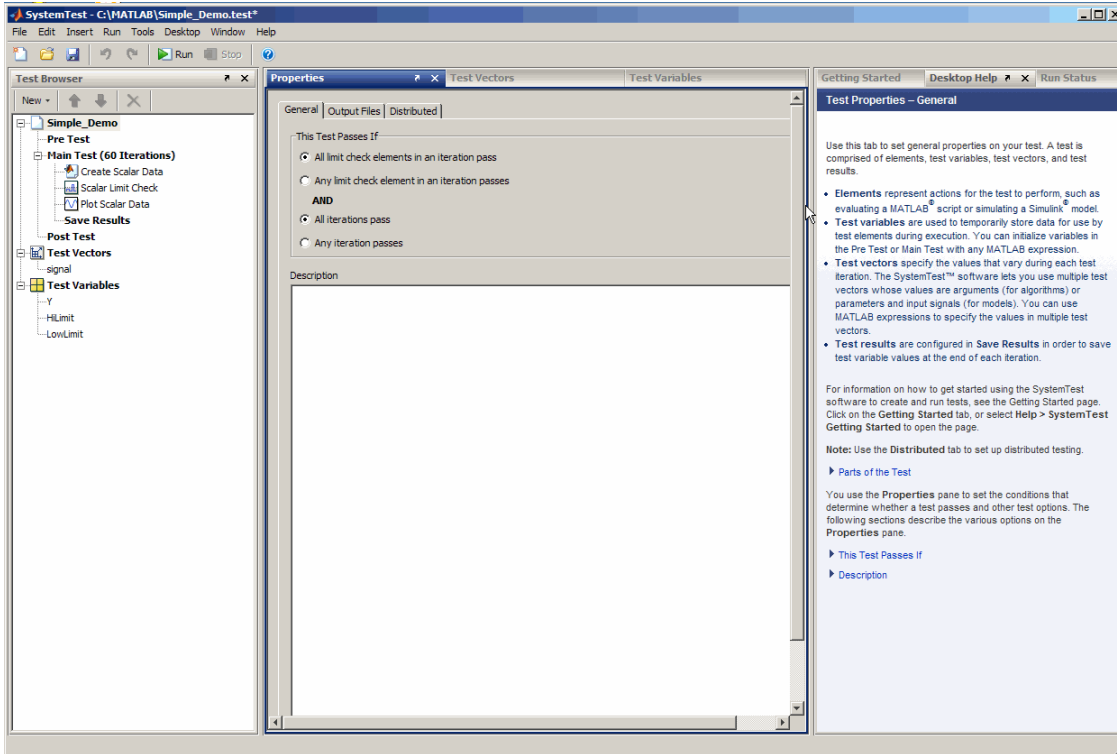 SystemTest - C:\MATLAB\Simple_Demo.test*
File Edit Insert Run Tools Desktop Window Help
Run Stop
Test Browser
New
Simple_Demo
Pre Test
Main Test (60 Iterations)
Create Scalar Data
Scalar Limit Check
Plot Scalar Data
Save Results
Post Test
Test Vectors
signal
Test Variables
Y
HiLimit
LowLimit
Properties Test Vectors Test Variables
General Output Files Distributed
This Test Passes If
All limit check elements in an iteration pass
Any limit check element in an iteration passes
AND
All iterations pass
Any iteration passes
Description
Getting Started Desktop Help Run Status
Test Properties – General
Use this tab to set general properties on your test. A test is
comprised of elements, test variables, test vectors, and test
results.
• Elements represent actions for the test to perform, such as
evaluating a MATLAB® script or simulating a Simulink® model.
• Test variables are used to temporarily store data for use by
test elements during execution. You can initialize variables in
the Pre Test or Main Test with any MATLAB expression.
• Test vectors specify the values that vary during each test
iteration. The SystemTest™ software lets you use multiple test
vectors whose values are arguments (for algorithms) or
parameters and input signals (for models). You can use
MATLAB expressions to specify the values in multiple test
vectors.
• Test results are configured in Save Results in order to save
test variable values at the end of each iteration.
For information on how to get started using the SystemTest
software to create and run tests, see the Getting Started page.
Click on the Getting Started tab, or select Help > SystemTest
Getting Started to open the page.
Note: Use the Distributed tab to set up distributed testing.
Parts of the Test
You use the Properties pane to set the conditions that
determine whether a test passes and other test options. The
following sections describe the various options on the
Properties pane.
This Test Passes If
Description